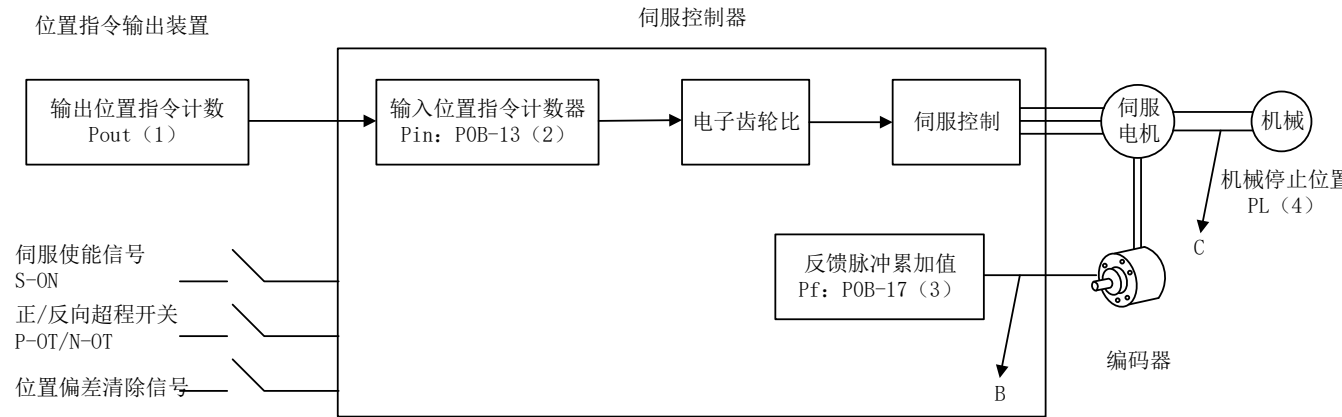 位置指令输出装置
伺服控制器
输出位置指令计数
Pout（1）
输入位置指令计数器
Pin：P0B-13（2）
电子齿轮比
伺服控制
伺服
电机
机械
机械停止位置
PL（4）
C
伺服使能信号
S-ON
正/反向超程开关
P-OT/N-OT
位置偏差清除信号
反馈脉冲累加值
Pf：P0B-17（3）
B
编码器